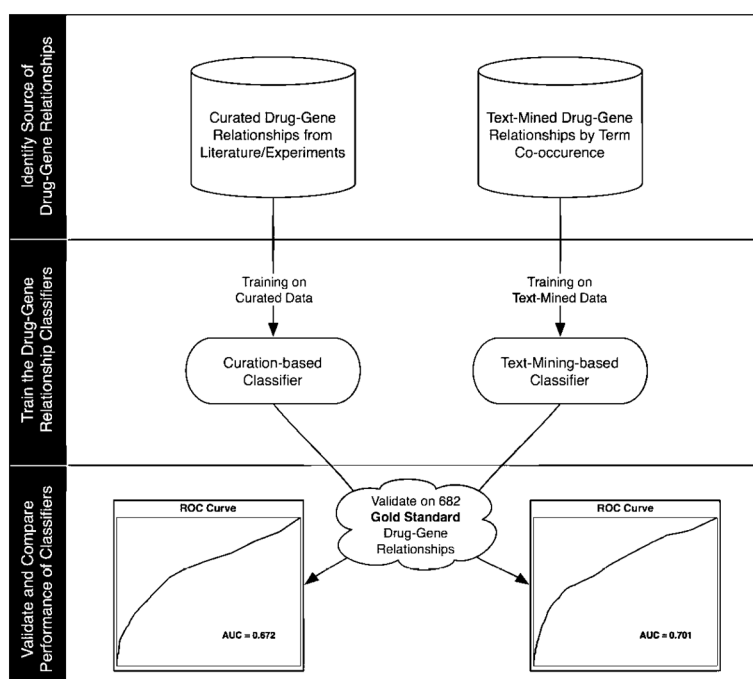 Identify Source of
Drug-Gene Relationships
Curated Drug-Gene
Relationships from
Literature/Experiments
Text-Mined Drug-Gene
Relationships by Term
Co-occurence
Train the Drug-Gene
Relationship Classifiers
Training on
Curated Data
Training on
Text-Mined Data
Curation-based
Classifier
Text-Mining-based
Classifier
Validate and Compare
Performance of Classifiers
Validate on 682
Gold Standard
Drug-Gene
Relationships
ROC Curve
AUC = 0.672
ROC Curve
AUC = 0.701